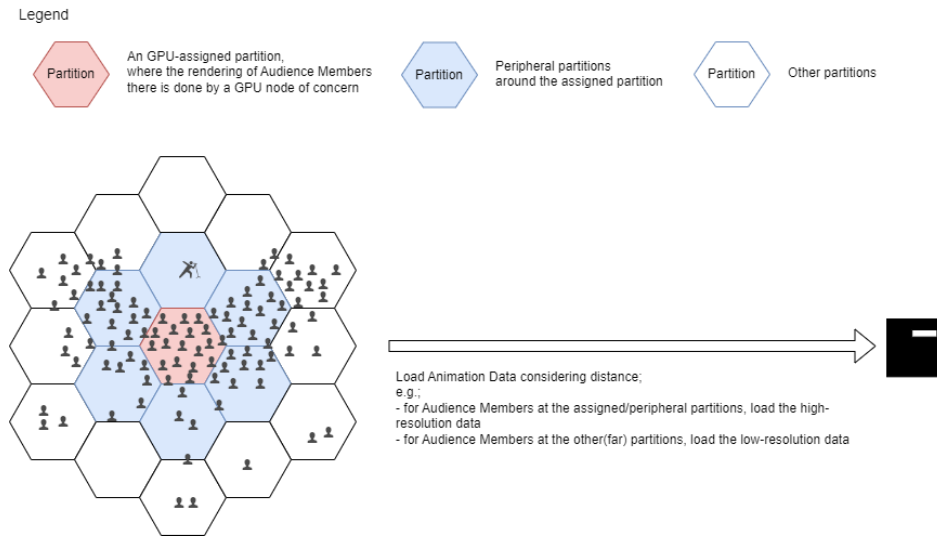 Legend
Partition
An GPU-assigned partition,
where the rendering of Audience Members
there is done by a GPU node of concern
Partition
Peripheral partitions
around the assigned partition
Partition
Other partitions
Load Animation Data considering distance;
e.g.;
- for Audience Members at the assigned/peripheral partitions, load the high-
resolution data
- for Audience Members at the other(far) partitions, load the low-resolution data